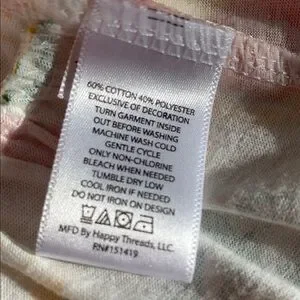 60% COTTON 40% POLYESTER
EXCLUSIVE OF DECORATION
TURN GARMENT INSIDE
OUT BEFORE WASHING
MACHINE WASH COLD
GENTLE CYCLE
ONLY NON-CHLORINE
BLEACH WHEN NEEDED
TUMBLE DRY LOW
COOL IRON IF NEEDED
DO NOT IRON ON DESIGN
MFD By Happy Threads, LLC.
RN#151419